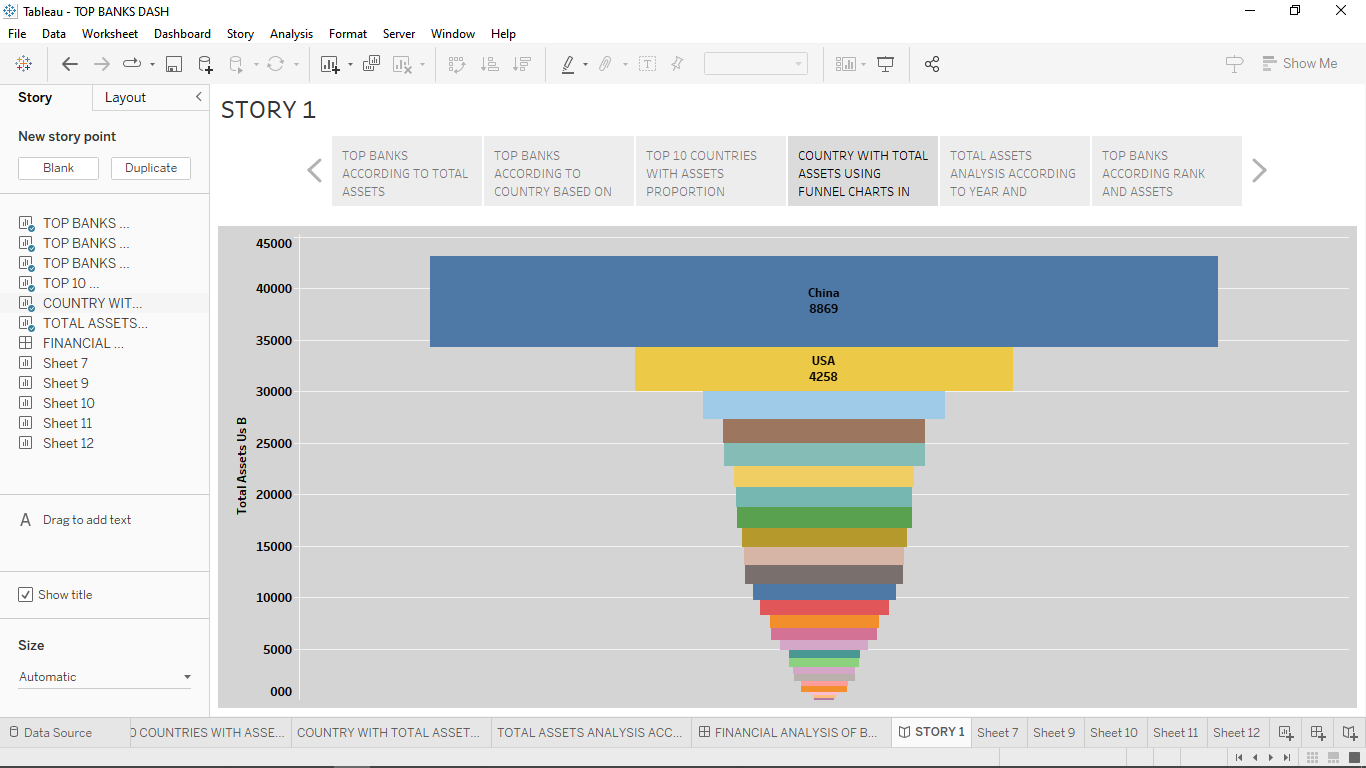 Tableau - TOP BANKS DASH
File Data Worksheet Dashboard Story Analysis Format Server Window Help
Show Me
Story Layout
New story point
Blank Duplicate
TOP BANKS ...
TOP BANKS ...
TOP BANKS ...
TOP 10 ...
COUNTRY WIT...
TOTAL ASSETS...
FINANCIAL ...
Sheet 7
Sheet 9
Sheet 10
Sheet 11
Sheet 12
A Drag to add text
Show title
Size
Automatic
STORY 1
TOP BANKS
ACCORDING TO TOTAL
ASSETS
TOP BANKS
ACCORDING TO
COUNTRY BASED ON
TOP 10 COUNTRIES
WITH ASSETS
PROPORTION
COUNTRY WITH TOTAL
ASSETS USING
FUNNEL CHARTS IN
TOTAL ASSETS
ANALYSIS ACCORDING
TO YEAR AND
TOP BANKS
ACCORDING RANK
AND ASSETS
Total Assets Us B
45000
40000
35000
30000
25000
20000
15000
10000
5000
000
China
8869
USA
4258
Data Source O COUNTRIES WITH ASSE... COUNTRY WITH TOTAL ASSET... TOTAL ASSETS ANALYSIS ACC... FINANCIAL ANALYSIS OF B... STORY 1 Sheet 7 Sheet 9 Sheet 10 Sheet 11 Sheet 12